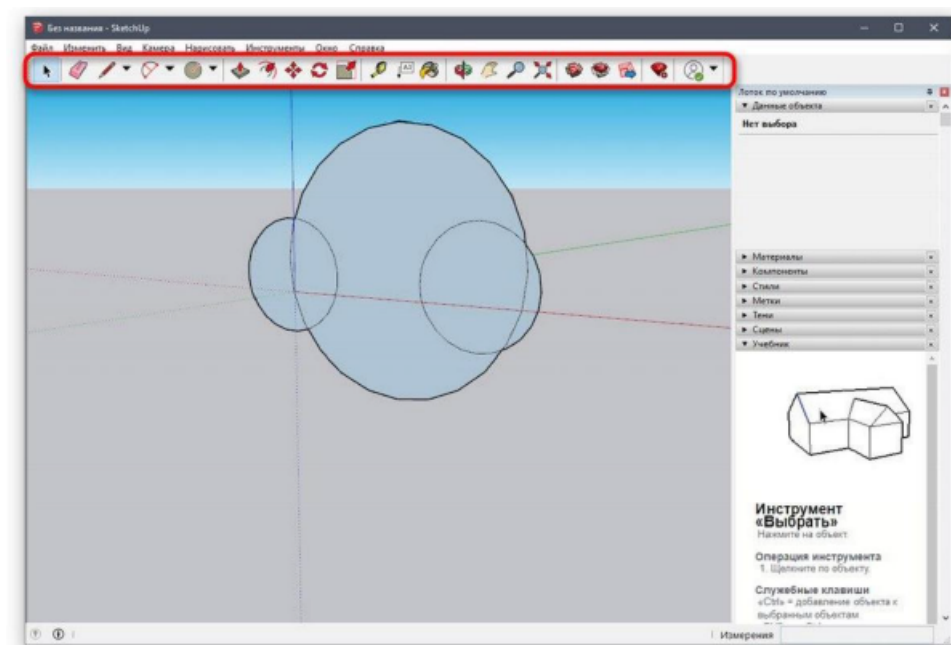 Без названия - SketchUp
Файл Изменить Вид Камера Нарисовать Инструменты Окно Справка
Лоток по умолчанию
Данные объекта
Нет выбора
Материалы
Компоненты
Стили
Метки
Тени
Сцены
Учебник
Инструмент
«Выбрать»
Нажмите на объект
Операция инструмента
1. Щелкните по объекту.
Служебные клавиши
«Ctrl» = добавление объекта к
выбранным объектам
Измерения